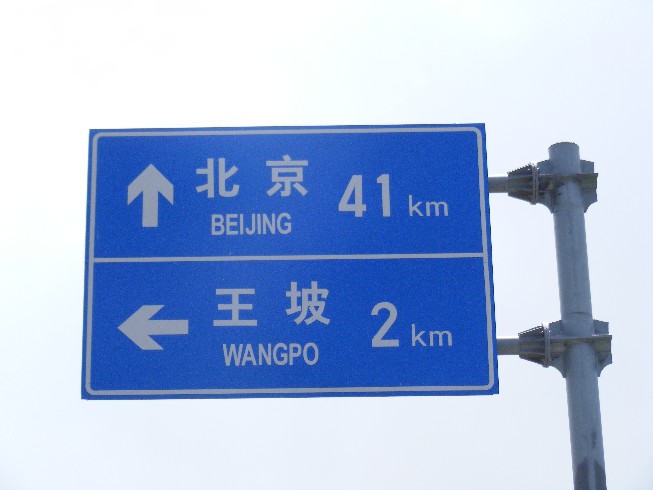 北京 41 km
BEIJING
王坡 2 km
WANGPO